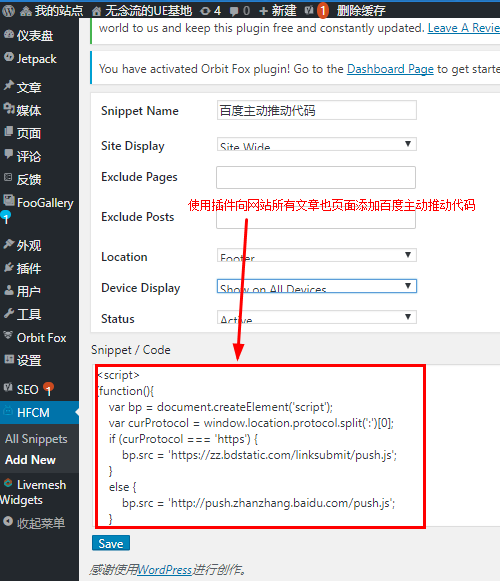 我的站点 无念流的UE基地 4 0 新建 1 删除缓存
仪表盘
Jetpack
文章
媒体
页面
评论
反馈
FooGallery
1
外观
插件
用户
工具
Orbit Fox
设置
SEO 1
HFCM
All Snippets
Add New
Livemesh
Widgets
收起菜单
world to us and keep this plugin free and constantly updated. Leave A Revie
You have activated Orbit Fox plugin! Go to the Dashboard Page to get starte
Snippet Name 百度主动推动代码
Site Display Site Wide
Exclude Pages
使用插件向网站所有文章也页面添加百度主动推动代码
Exclude Posts
Location Footer
Device Display Show on All Devices
Status Active
Snippet / Code
<script>
(function(){
var bp = document.createElement('script');
var curProtocol = window.location.protocol.split(':')[0];
if (curProtocol === 'https') {
bp.src = 'https://zz.bdstatic.com/linksubmit/push.js';
}
else {
bp.src = 'http://push.zhanzhang.baidu.com/push.js';
}
Save
感谢使用WordPress进行创作。